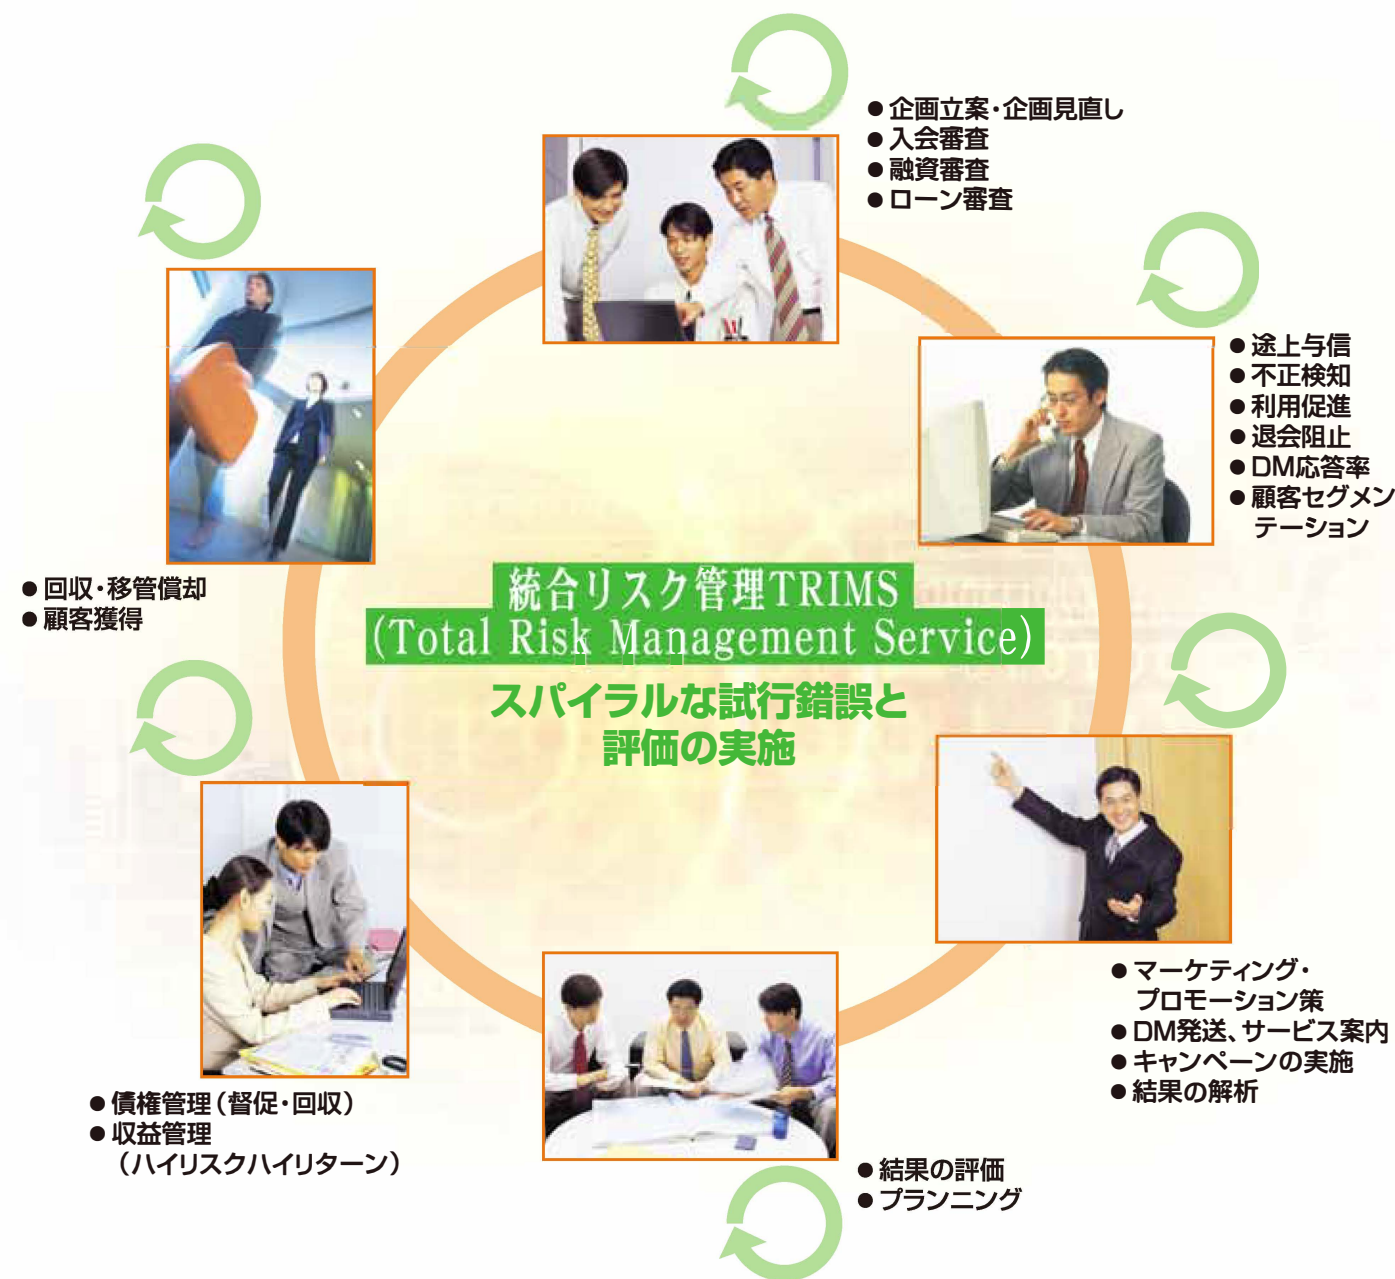 ●企画立案・企画見直し
●入会審査
●融資審査
●ローン審査
●途上与信
●不正検知
●利用促進
●退会阻止
●DM応答率
●顧客セグメン
テーション
●回収・移管償却
●顧客獲得
統合リスク管理TRIMS
(Total Risk Management Service)
スパイラルな試行錯誤と
評価の実施
●マーケティング・
プロモーション策
●DM発送、サービス案内
●キャンペーンの実施
●結果の解析
●債権管理(督促・回収)
●収益管理
(ハイリスクハイリターン)
●結果の評価
●プランニング